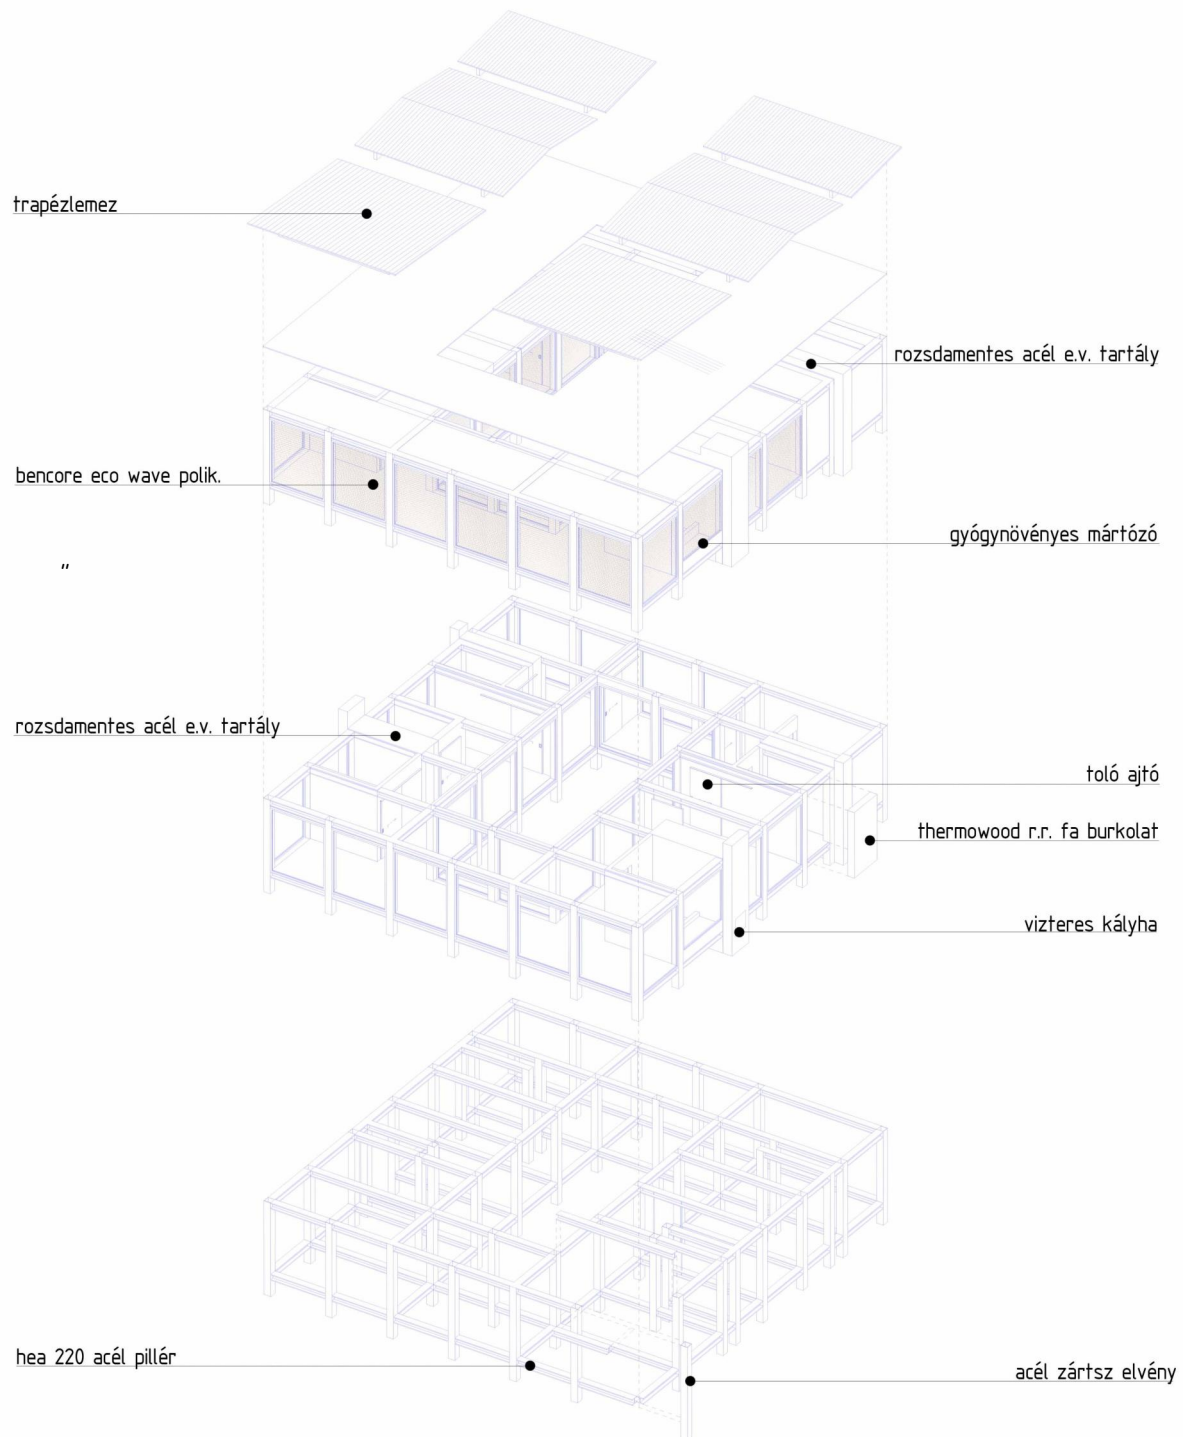 trapézlemez
rozsdamentes acél e.v. tartály
bencore eco wave polik.
gyógynövényes mártózó
"
rozsdamentes acél e.v. tartály
toló ajtó
thermowood r.r. fa burkolat
vizteres kályha
hea 220 acél pillér
acél zártsz elvény